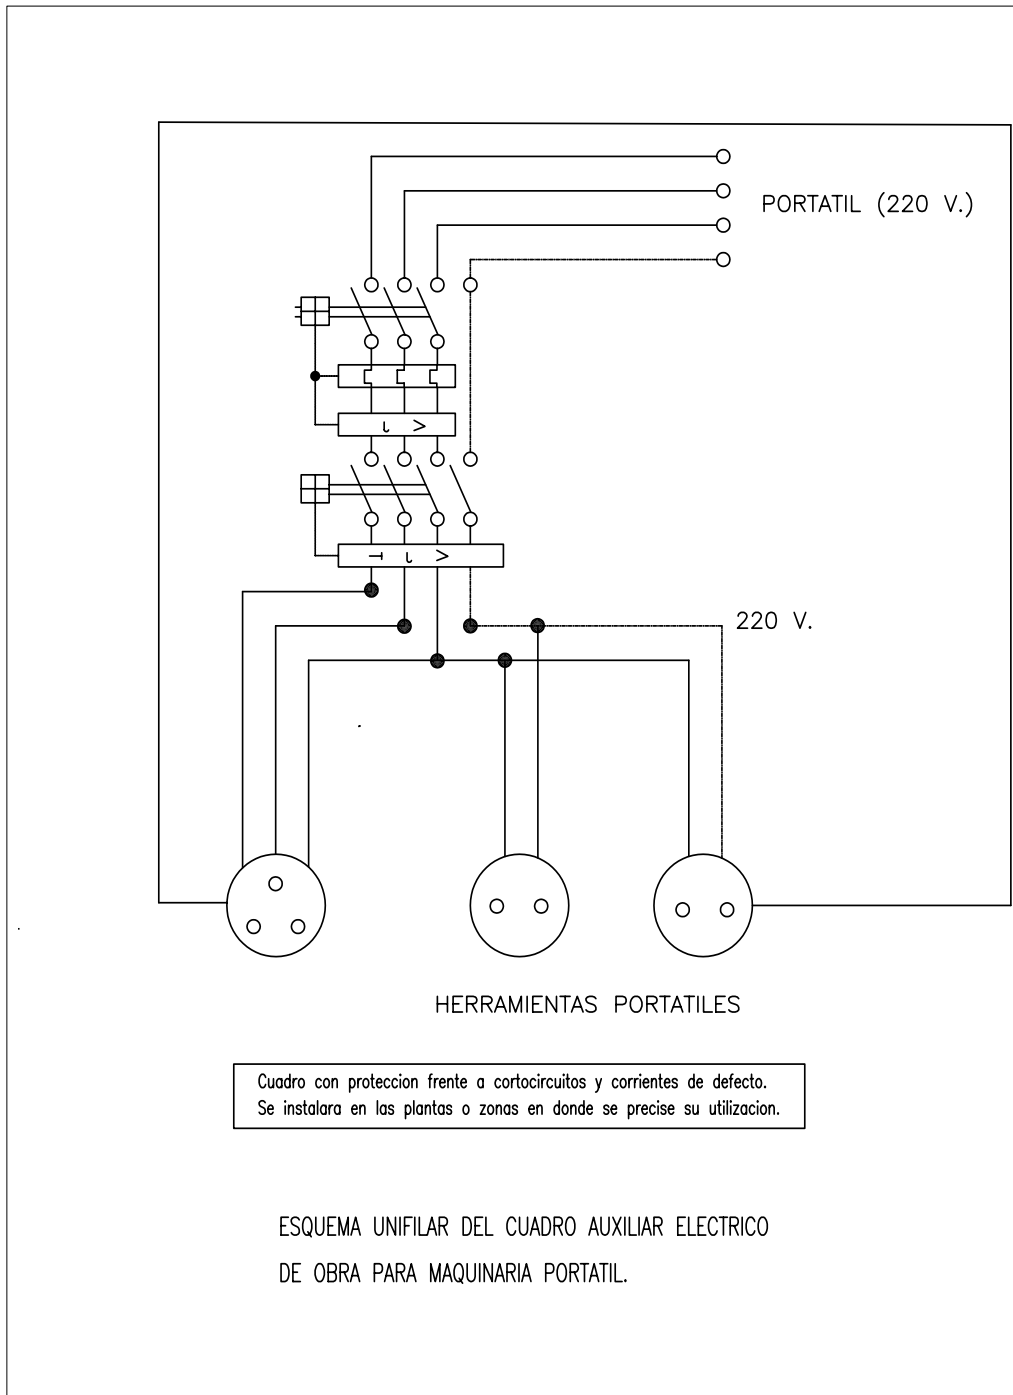 PORTATIL (220 V.)
220 V.
HERRAMIENTAS PORTATILES
Cuadro con proteccion frente a cortocircuitos y corrientes de defecto.
Se instalara en las plantas o zonas en donde se precise su utilizacion.
ESQUEMA UNIFILAR DEL CUADRO AUXILIAR ELECTRICO
DE OBRA PARA MAQUINARIA PORTATIL.